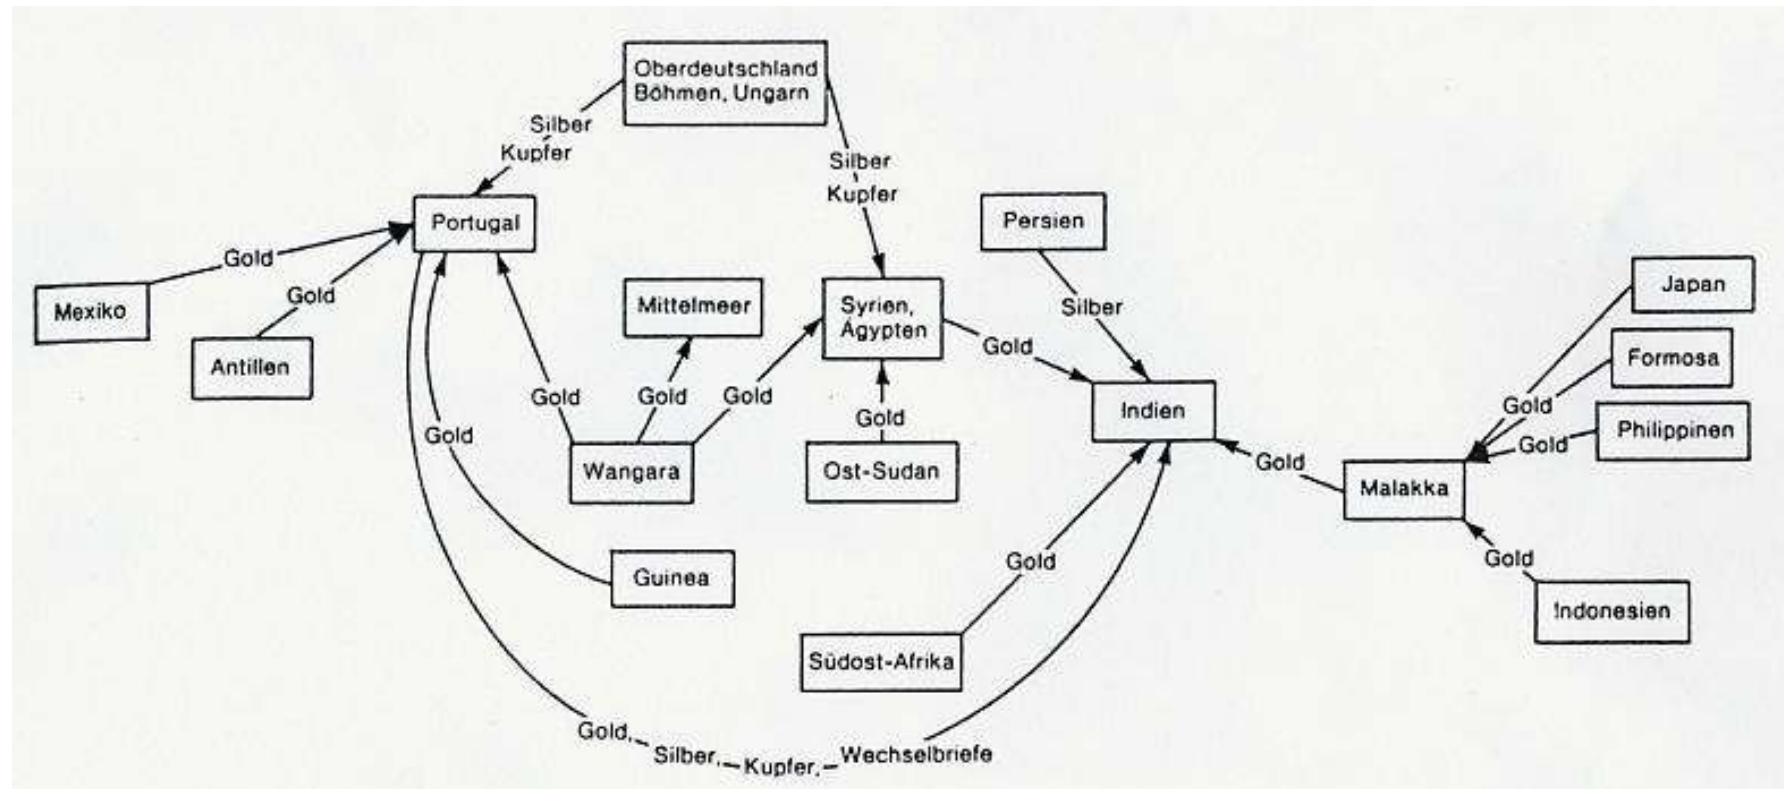 Oberdeutschland
Böhmen, Ungarn
Silber
Kupfer
Silber
Kupfer
Portugal
Persien
Gold
Mexiko
Gold
Antillen
Mittelmeer
Syrien,
Ägypten
Silber
Japan
Gold
Formosa
Gold
Gold
Gold
Gold
Indien
Gold
Philippinen
Gold
Gold
Wangara
Ost-Sudan
Gold
Malakka
Gold
Guinea
Gold
Indonesien
Südost-Afrika
Gold, Silber, Kupfer, Wechselbriefe